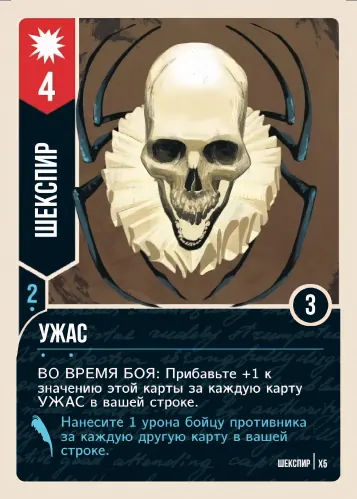 4
ШЕКСПИР
2
3
УЖАС
ВО ВРЕМЯ БОЯ: Прибавьте +1 к
значению этой карты за каждую карту
УЖАС в вашей строке.
Нанесите 1 урона бойцу противника
за каждую другую карту в вашей
строке.
ШЕКСПИР X5